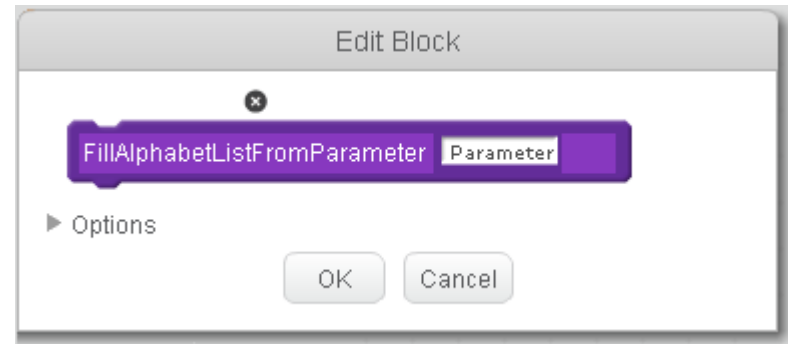 Edit Block
FillAlphabetListFromParameter Parameter
Options
OK Cancel